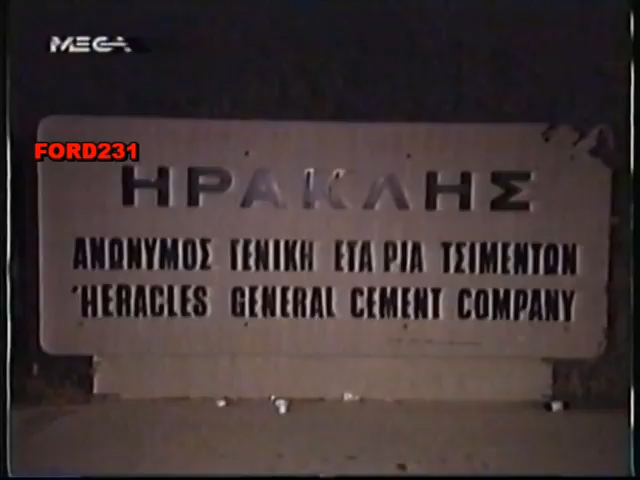 MEGA
FORD231
ΗΡΑΚΛΗΣ
ΑΝΩΝΥΜΟΣ ΓΕΝΙΚΗ ΕΤΑ ΡΙΑ ΤΣΙΜΕΝΤΩΝ
'HERACLES GENERAL CEMENT COMPANY